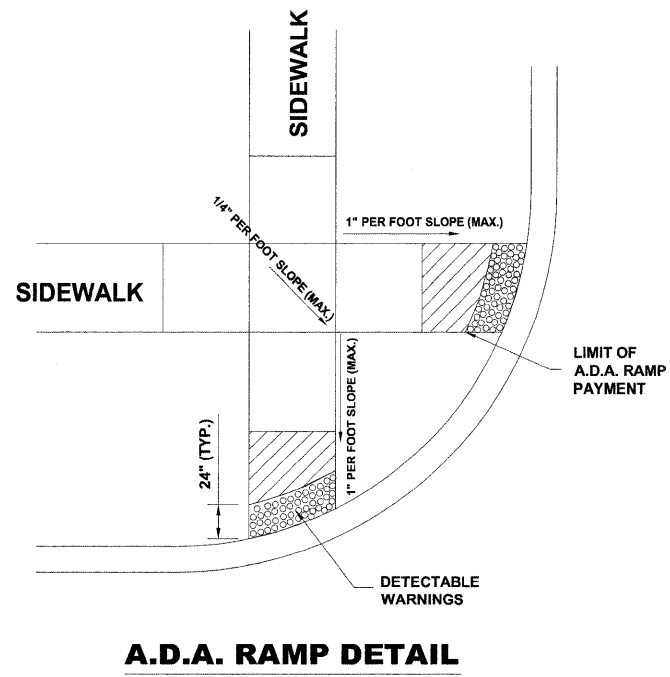 SIDEWALK
1/4" PER FOOT SLOPE (MAX.)
1" PER FOOT SLOPE (MAX.)
SIDEWALK
LIMIT OF
A.D.A. RAMP
PAYMENT
1" PER FOOT SLOPE (MAX.)
24" (TYP.)
DETECTABLE
WARNINGS
A.D.A. RAMP DETAIL